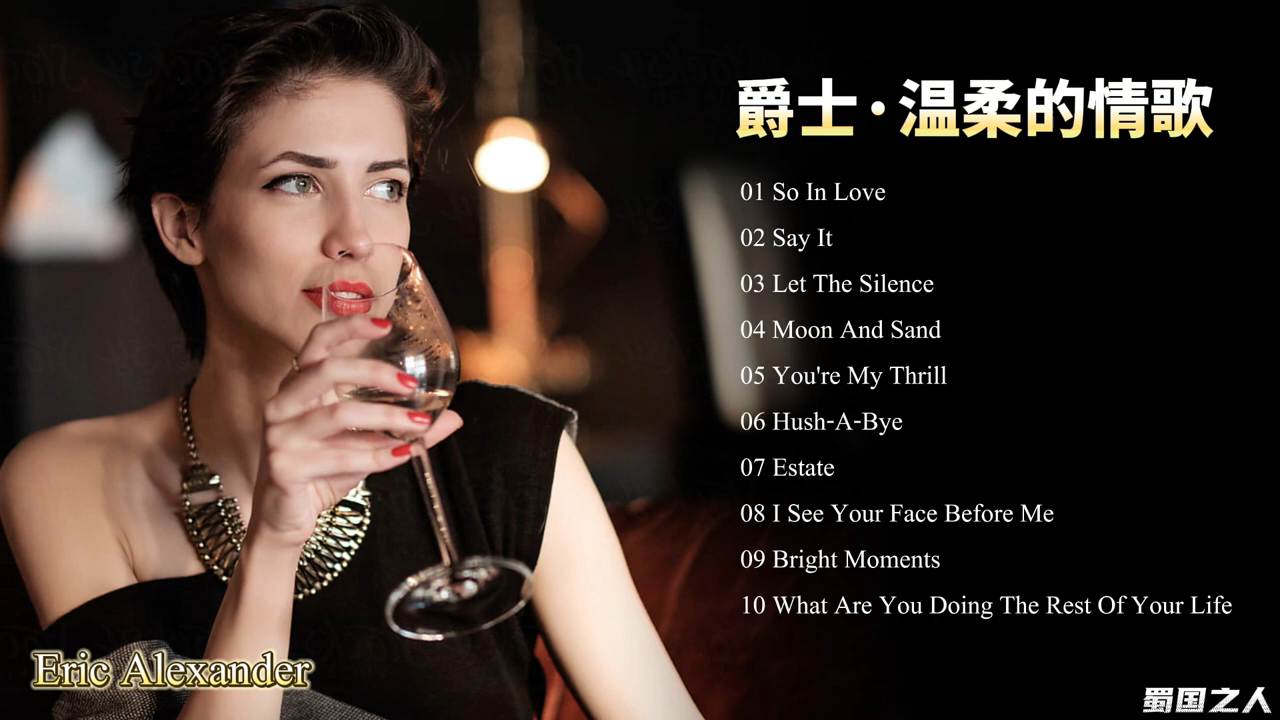 爵士·温柔的情歌
01 So In Love
02 Say It
03 Let The Silence
04 Moon And Sand
05 You're My Thrill
06 Hush-A-Bye
07 Estate
08 I See Your Face Before Me
09 Bright Moments
10 What Are You Doing The Rest Of Your Life
Eric Alexander
蜀国之人